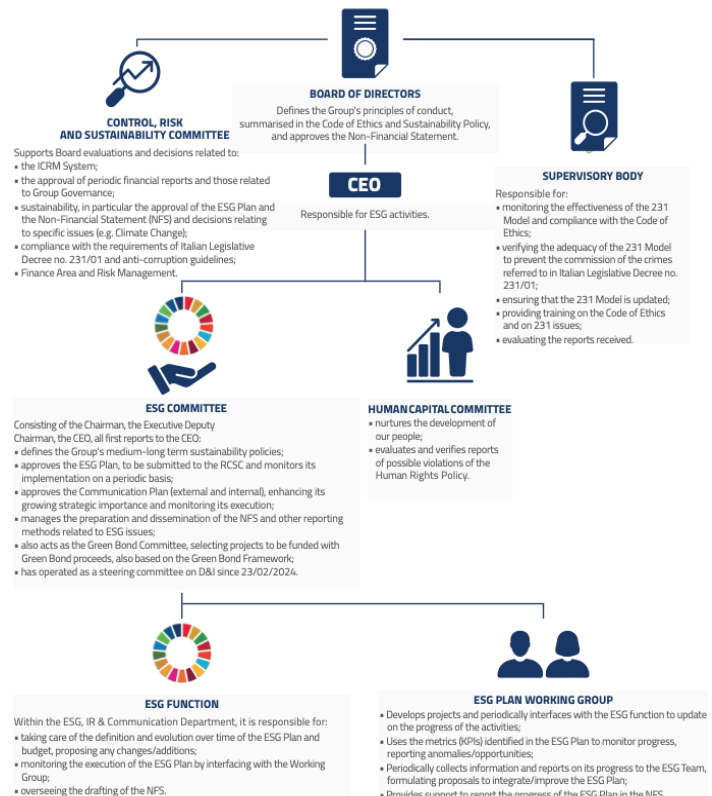 BOARD OF DIRECTORS
Defines the Group's principles of conduct,
summarised in the Code of Ethics and Sustainability Policy,
and approves the Non-Financial Statement.
CONTROL, RISK
AND SUSTAINABILITY COMMITTEE
Supports Board evaluations and decisions related to:
▪ the ICRM System;
▪ the approval of periodic financial reports and those related
to Group Governance;
▪ sustainability, in particular the approval of the ESG Plan and
the Non-Financial Statement (NFS) and decisions relating
to specific issues (e.g. Climate Change);
▪ compliance with the requirements of Italian Legislative
Decree no. 231/01 and anti-corruption guidelines;
▪ Finance Area and Risk Management.
CEO
Responsible for ESG activities.
SUPERVISORY BODY
Responsible for:
▪ monitoring the effectiveness of the 231
Model and compliance with the Code of
Ethics;
▪ verifying the adequacy of the 231 Model
to prevent the commission of the crimes
referred to in Italian Legislative Decree no.
231/01;
▪ ensuring that the 231 Model is updated;
▪ providing training on the Code of Ethics
and on 231 issues;
▪ evaluating the reports received.
ESG COMMITTEE
Consisting of the Chairman, the Executive Deputy
Chairman, the CEO, all first reports to the CEO:
▪ defines the Group's medium-long term sustainability policies;
▪ approves the ESG Plan, to be submitted to the RCSC and monitors its
implementation on a periodic basis;
▪ approves the Communication Plan (external and internal), enhancing its
growing strategic importance and monitoring its execution;
▪ manages the preparation and dissemination of the NFS and other reporting
methods related to ESG issues;
▪ also acts as the Green Bond Committee, selecting projects to be funded with
Green Bond proceeds, also based on the Green Bond Framework;
▪ has operated as a steering committee on D&I since 23/02/2024.
HUMAN CAPITAL COMMITTEE
▪ nurtures the development of
our people;
▪ evaluates and verifies reports
of possible violations of the
Human Rights Policy.
ESG FUNCTION
Within the ESG, IR & Communication Department, it is responsible for:
▪ taking care of the definition and evolution over time of the ESG Plan and
budget, proposing any changes/additions;
▪ monitoring the execution of the ESG Plan by interfacing with the Working
Group;
▪ overseeing the drafting of the NFS.
ESG PLAN WORKING GROUP
▪ Develops projects and periodically interfaces with the ESG function to update
on the progress of the activities;
▪ Uses the metrics (KPIs) identified in the ESG Plan to monitor progress,
reporting anomalies/opportunities;
▪ Periodically collects information and reports on its progress to the ESG Team,
formulating proposals to integrate/improve the ESG Plan;
▪ Provides support to report the progress of the ESG Plan in the NFS